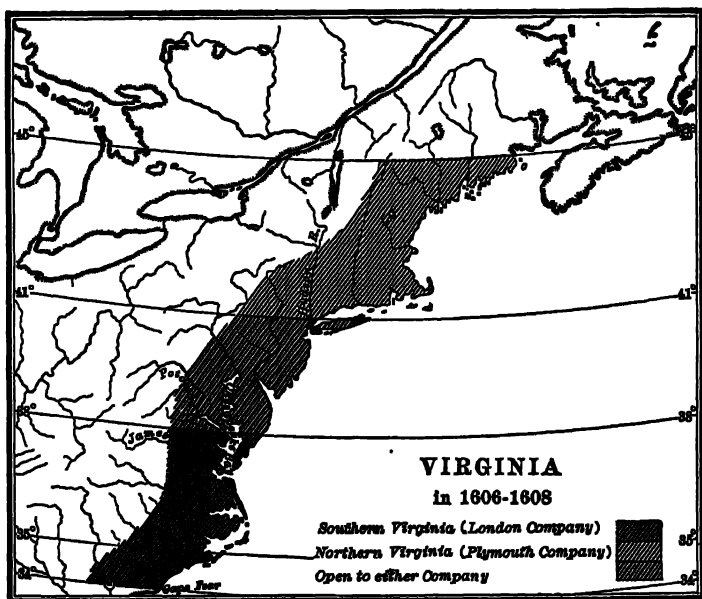 45°
41°
41°
38°
James
38°
VIRGINIA
in 1606-1608
Southern Virginia (London Company)
Northern Virginia (Plymouth Company)
Open to either Company
35°
35°
34°
34°
Cape Fear